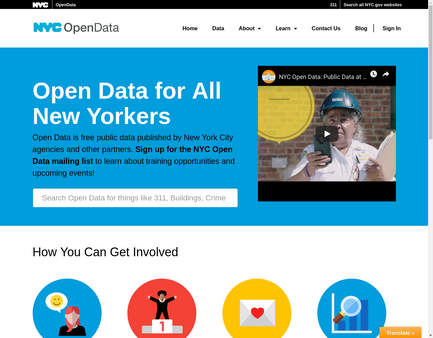 NYC OpenData 311 Search all NYC.gov websites
NYC OpenData Home Data About Learn Contact Us Blog Sign In
Open Data for All
New Yorkers
Open Data is free public data published by New York City
agencies and other partners. Sign up for the NYC Open
Data mailing list to learn about training opportunities and
upcoming events!
Search Open Data for things like 311, Buildings, Crime
NYC Open Data: Public Data at ...
How You Can Get Involved
1
Translate »